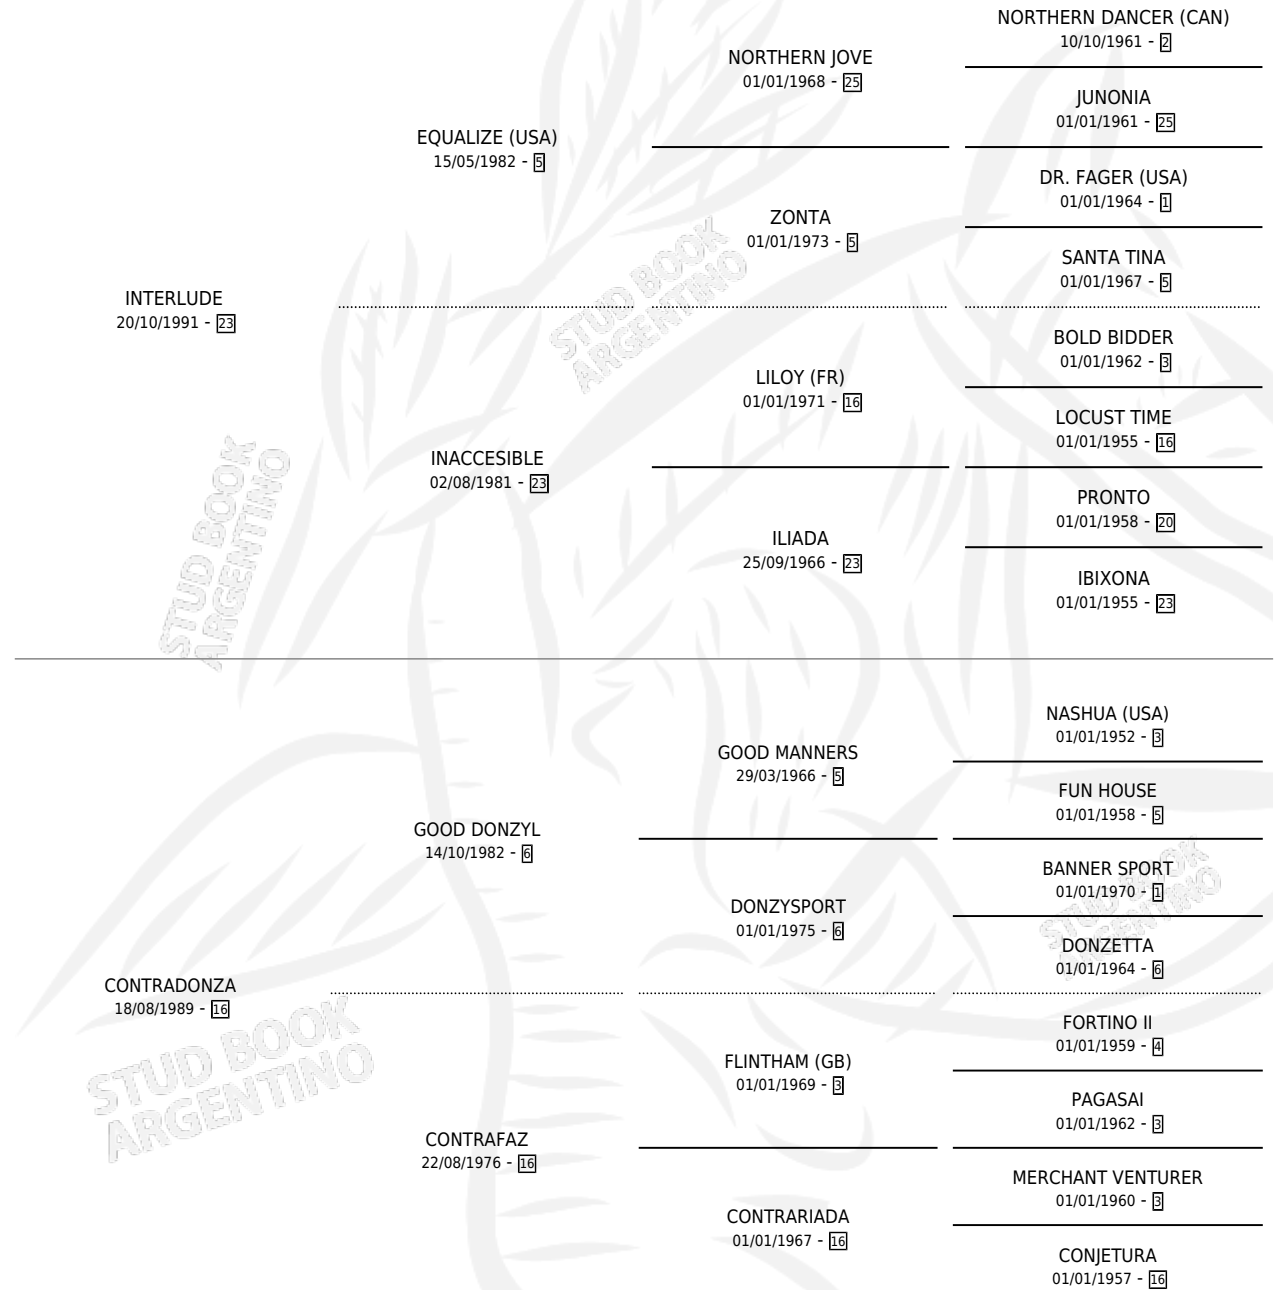 NORTHERN DANCER (CAN)
10/10/1961 - 2
NORTHERN JOVE
01/01/1968 - 25
JUNONIA
01/01/1961 - 25
EQUALIZE (USA)
15/05/1982 - 5
DR. FAGER (USA)
01/01/1964 - 1
ZONTA
01/01/1973 - 5
SANTA TINA
01/01/1967 - 5
INTERLUDE
20/10/1991 - 23
BOLD BIDDER
01/01/1962 - 3
LILOY (FR)
01/01/1971 - 16
LOCUST TIME
01/01/1955 - 16
INACCESIBLE
02/08/1981 - 23
PRONTO
01/01/1958 - 20
ILIADA
25/09/1966 - 23
IBIXONA
01/01/1955 - 23
STUD BOOK
ARGENTINO
STUD BOOK
ARGENTINO
NASHUA (USA)
01/01/1952 - 3
GOOD MANNERS
29/03/1966 - 5
FUN HOUSE
01/01/1958 - 5
GOOD DONZYL
14/10/1982 - 6
BANNER SPORT
01/01/1970 - 1
DONZYSPORT
01/01/1975 - 6
DONZETTA
01/01/1964 - 6
STUD BOOK
ARGENTINO
CONTRADONZA
18/08/1989 - 16
STUD BOOK
ARGENTINO
FORTINO II
01/01/1959 - 4
FLINTHAM (GB)
01/01/1969 - 3
PAGASAI
01/01/1962 - 3
CONTRAFAZ
22/08/1976 - 16
MERCHANT VENTURER
01/01/1960 - 3
CONTRARIADA
01/01/1967 - 16
CONJETURA
01/01/1957 - 16